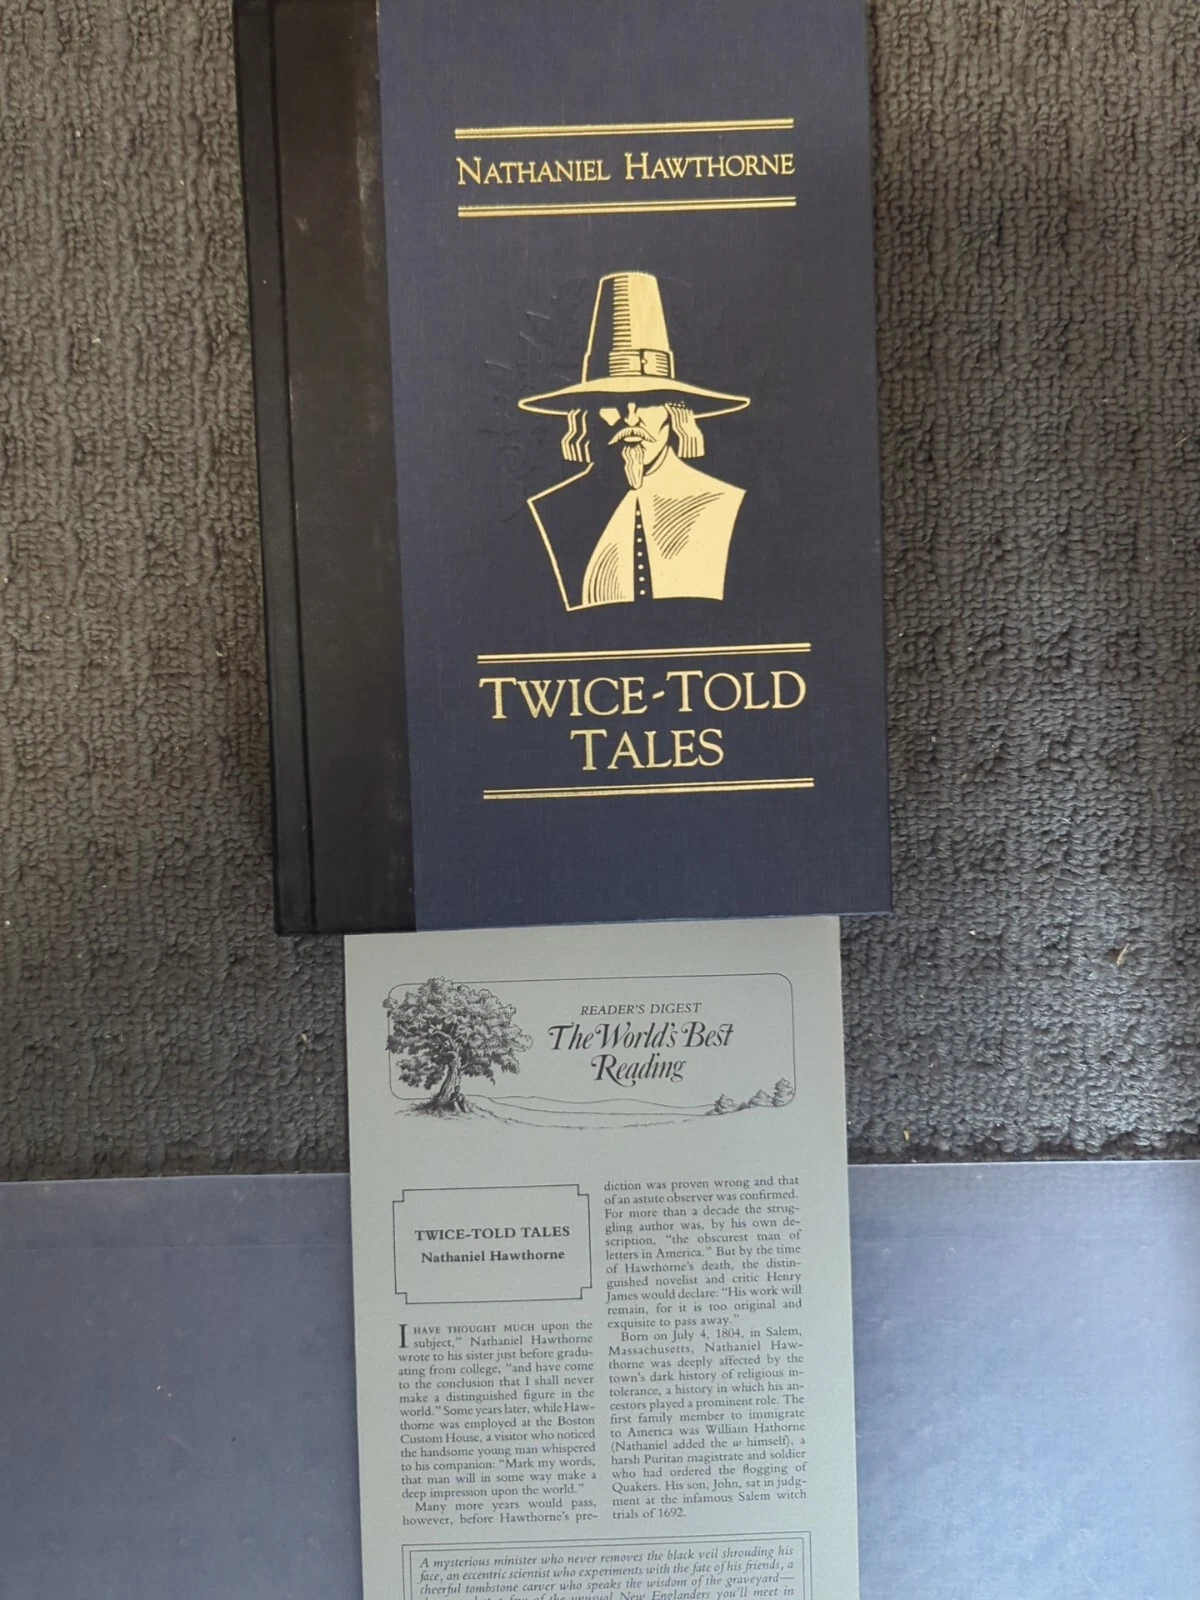 NATHANIEL HAWTHORNE
TWICE-TOLD
TALES
READER'S DIGEST
The World's Best
Reading
TWICE-TOLD TALES
Nathaniel Hawthorne
I HAVE THOUGHT MUCH upon the
subject," Nathaniel Hawthorne
wrote to his sister just before gradu-
ating from college, "and have come
to the conclusion that I shall never
make a distinguished figure in the
world." Some years later, while Haw-
thorne was employed at the Boston
Custom House, a visitor who noticed
the handsome young man whispered
to his companion: "Mark my words,
that man will in some way make a
deep impression upon the world."
Many more years would pass,
however, before Hawthorne's pre-
diction was proven wrong and that
of an astute observer was confirmed.
For more than a decade the strug-
gling author was, by his own de-
scription, "the obscurest man of
letters in America." But by the time
of Hawthorne's death, the distin-
guished novelist and critic Henry
James would declare: "His work will
remain, for it is too original and
exquisite to pass away."
Born on July 4, 1804, in Salem,
Massachusetts, Nathaniel Haw-
thorne was deeply affected by the
town's dark history of religious in-
tolerance, a history in which his an-
cestors played a prominent role. The
first family member to immigrate
to America was William Hathorne
(Nathaniel added the w himself), a
harsh Puritan magistrate and soldier
who had ordered the flogging of
Quakers. His son, John, sat in judg-
ment at the infamous Salem witch
trials of 1692.
A mysterious minister who never removes the black veil shrouding his
face, an eccentric scientist who experiments with the fate of his friends, a
cheerful tombstone carver who speaks the wisdom of the graveyard—
of the unusual New Englanders you'll meet in